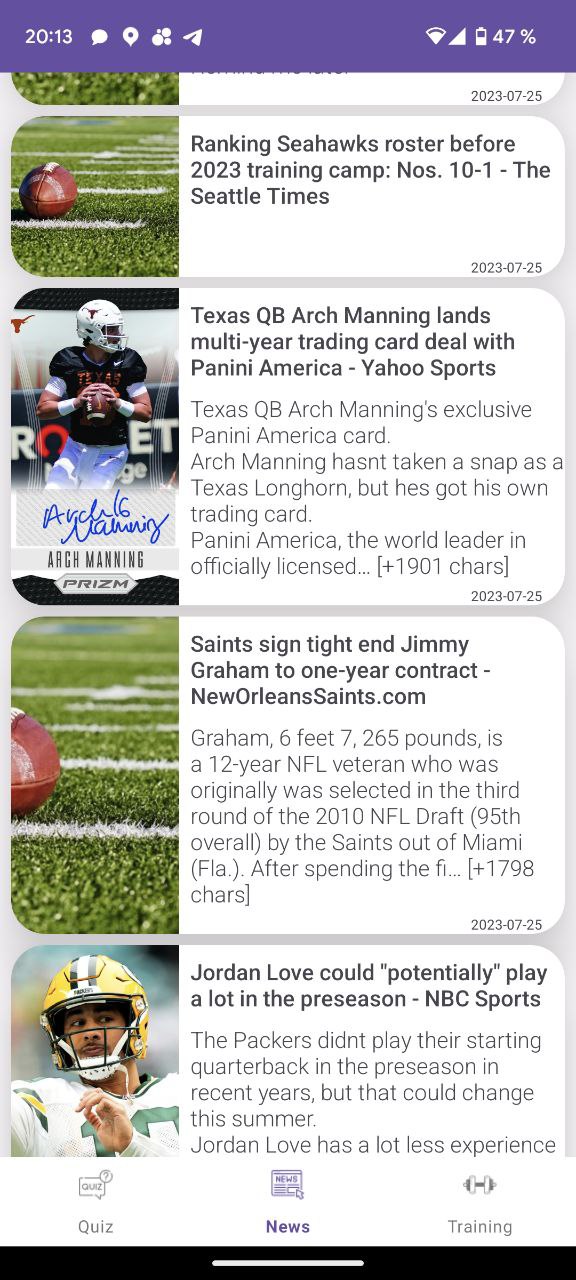 20:13
47 %
2023-07-25
Ranking Seahawks roster before
2023 training camp: Nos. 10-1 - The
Seattle Times
2023-07-25
TEXAS
Arch Manning
ARCH MANNING
PRIZM
Texas QB Arch Manning lands
multi-year trading card deal with
Panini America - Yahoo Sports
Texas QB Arch Manning's exclusive
Panini America card.
Arch Manning hasnt taken a snap as a
Texas Longhorn, but hes got his own
trading card.
Panini America, the world leader in
officially licensed… [+1901 chars]
2023-07-25
Saints sign tight end Jimmy
Graham to one-year contract -
NewOrleansSaints.com
Graham, 6 feet 7, 265 pounds, is
a 12-year NFL veteran who was
originally was selected in the third
round of the 2010 NFL Draft (95th
overall) by the Saints out of Miami
(Fla.). After spending the fi… [+1798
chars]
2023-07-25
Jordan Love could "potentially" play
a lot in the preseason - NBC Sports
The Packers didnt play their starting
quarterback in the preseason in
recent years, but that could change
this summer.
Jordan Love has a lot less experience
QUIZ
NEWS
Quiz
News
Training